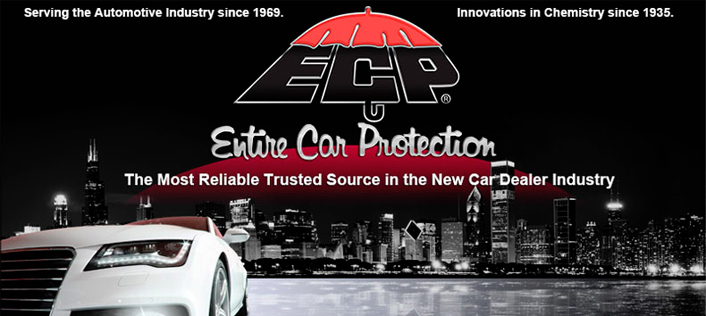 Serving the Automotive Industry since 1969.
Innovations in Chemistry since 1935.
ECP®
Entire Car Protection
The Most Reliable Trusted Source in the New Car Dealer Industry